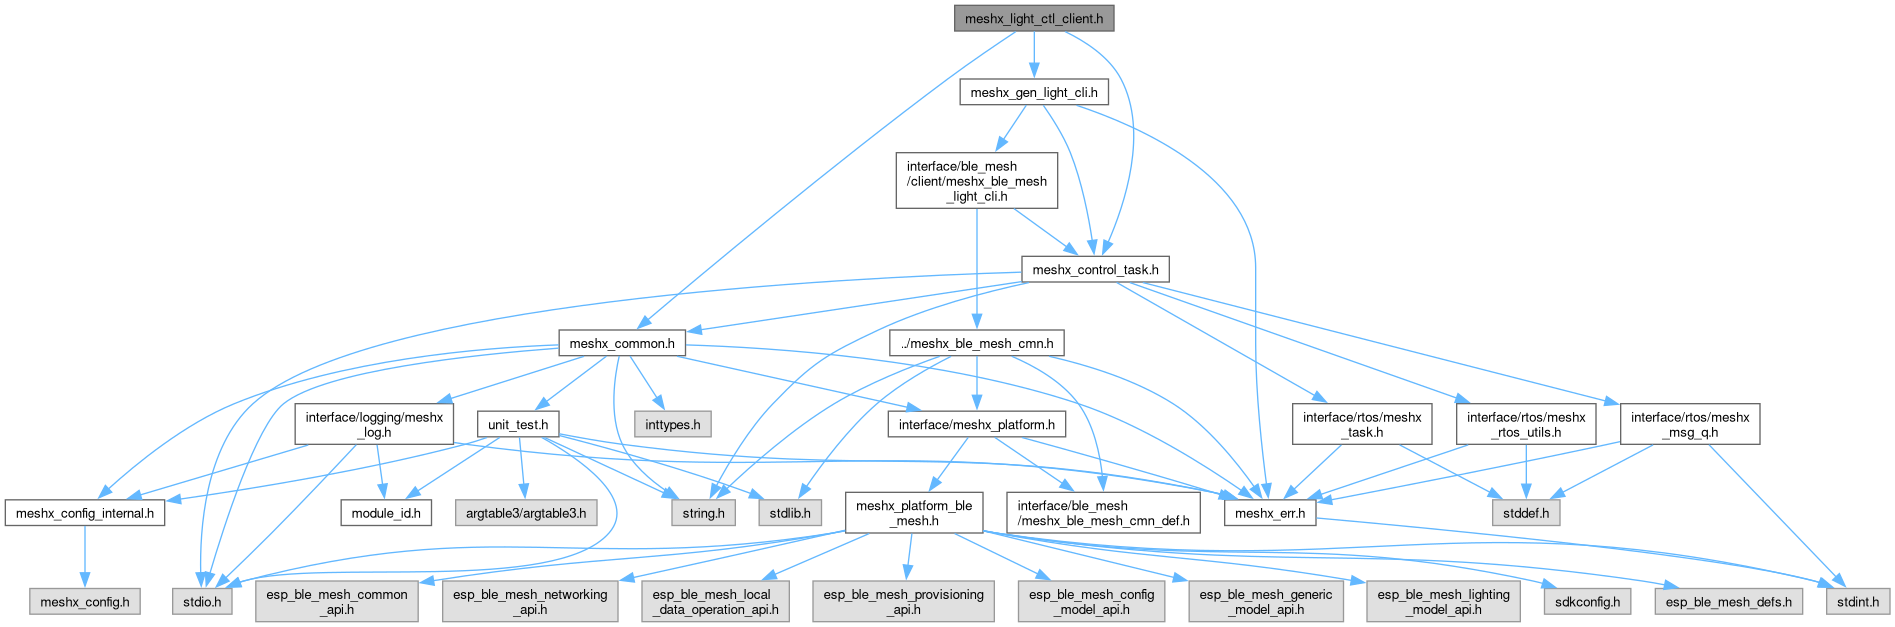 meshx_light_ctl_client.h
meshx_gen_light_cli.h
interface/ble_mesh
/client/meshx_ble_mesh
_light_cli.h
meshx_control_task.h
meshx_common.h
../meshx_ble_mesh_cmn.h
interface/logging/meshx
_log.h
unit_test.h
inttypes.h
interface/meshx_platform.h
interface/rtos/meshx
_task.h
interface/rtos/meshx
_rtos_utils.h
interface/rtos/meshx
_msg_q.h
meshx_config_internal.h
module_id.h
argtable3/argtable3.h
string.h
stdlib.h
meshx_platform_ble
_mesh.h
interface/ble_mesh
/meshx_ble_mesh_cmn_def.h
meshx_err.h
stddef.h
meshx_config.h
stdio.h
esp_ble_mesh_common
_api.h
esp_ble_mesh_networking
_api.h
esp_ble_mesh_local
_data_operation_api.h
esp_ble_mesh_provisioning
_api.h
esp_ble_mesh_config
_model_api.h
esp_ble_mesh_generic
_model_api.h
esp_ble_mesh_lighting
_model_api.h
sdkconfig.h
esp_ble_mesh_defs.h
stdint.h